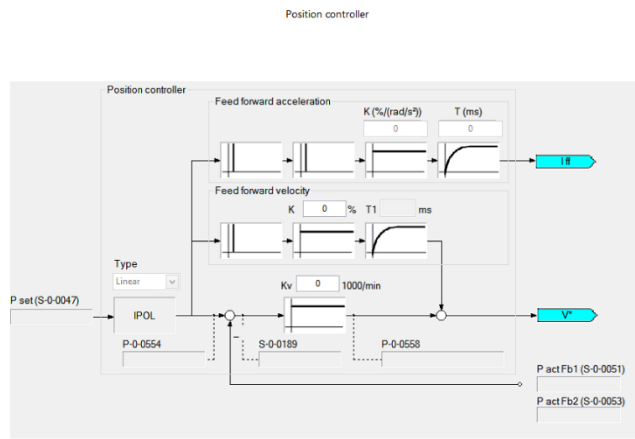 Position controller
Position controller
Feed forward acceleration
K (%/(rad/s²)) T (ms)
0 0
I ff
Feed forward velocity
K 0 % T1 ms
Type
Linear
Kv 0 1000/min
P set (S-0-0047)
IPOL
V*
P-0-0554 S-0-0189 P-0-0558
P act Fb1 (S-0-0051)
P act Fb2 (S-0-0053)